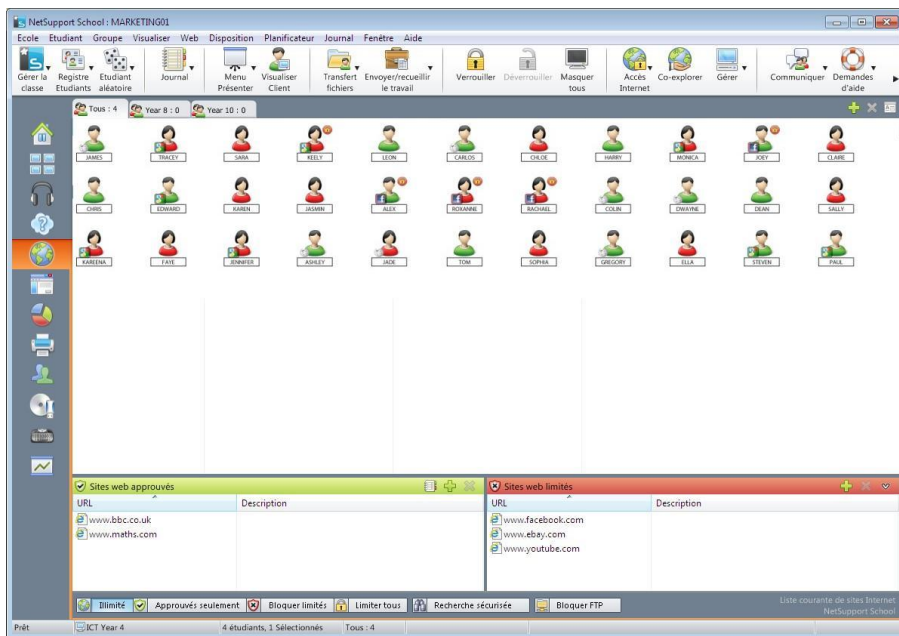 NetSupport School : MARKETING01
Ecole Etudiant Groupe Visualiser Web Disposition Planificateur Journal Fenêtre Aide
Gérer la classe
Registre Etudiants
Etudiant aléatoire
Journal
Menu Présenter
Visualiser Client
Transfert fichiers
Envoyer/recueillir le travail
Verrouiller
Déverrouiller
Masquer tous
Accès Internet
Co-explorer
Gérer
Communiquer
Demandes d'aide
Tous : 4 Year 8 : 0 Year 10 : 0
JAMES TRACEY SARA KEELY LEON CARLOS CHLOE HARRY MONICA JOEY CLAIRE
CHRIS EDWARD KAREN JASMIN ALEX ROXANNE RACHAEL COLIN DWAYNE DEAN SALLY
KAREENA FAYE JENNIFER ASHLEY JADE TOM SOPHIA GREGORY ELLA STEVEN PAUL
Sites web approuvés
URL Description
www.bbc.co.uk
www.maths.com
Sites web limités
URL Description
www.facebook.com
www.ebay.com
www.youtube.com
Illimité Approuvés seulement Bloquer limités Limiter tous Recherche sécurisée Bloquer FTP
Liste courante de sites Internet
NetSupport School
Prêt ICT Year 4 4 étudiants, 1 Sélectionnés Tous : 4